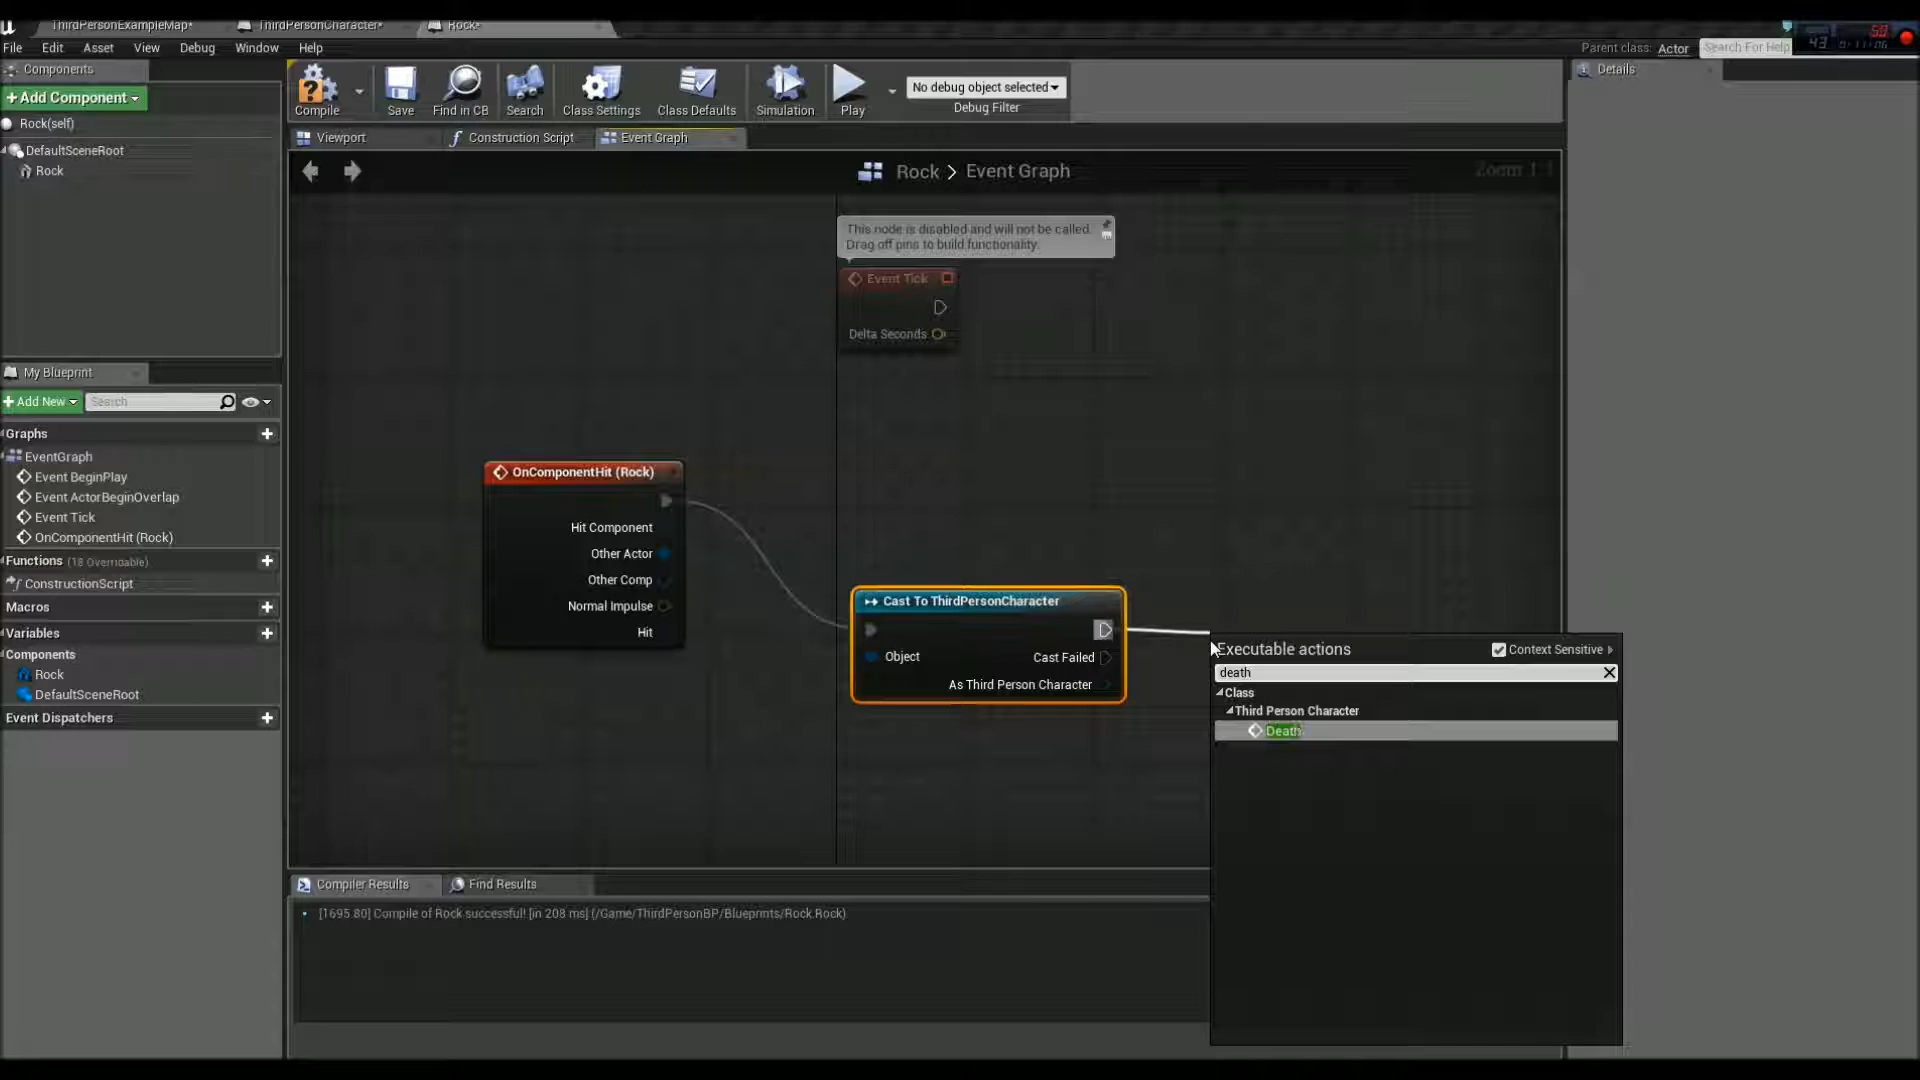 ThirdPersonExampleMap*
ThirdPersonCharacter*
Rock*
File Edit Asset View Debug Window Help
Parent class: Actor
Search For Help
Components
Details
+Add Component
Rock(self)
DefaultSceneRoot
Rock
Compile
Save
Find in CB
Search
Class Settings
Class Defaults
Simulation
Play
No debug object selected
Debug Filter
Viewport
Construction Script
Event Graph
Rock > Event Graph
Zoom 1:1
This node is disabled and will not be called.
Drag off pins to build functionality.
Event Tick
Delta Seconds
My Blueprint
+Add New
Search
Graphs
EventGraph
Event BeginPlay
Event ActorBeginOverlap
Event Tick
OnComponentHit (Rock)
Functions (18 Overridable)
ConstructionScript
Macros
Variables
Components
Rock
DefaultSceneRoot
Event Dispatchers
OnComponentHit (Rock)
Hit Component
Other Actor
Other Comp
Normal Impulse
Hit
Cast To ThirdPersonCharacter
Object
Cast Failed
As Third Person Character
Executable actions
Context Sensitive
death
Class
Third Person Character
Death
Compiler Results
Find Results
[1695.80] Compile of Rock successful! [in 208 ms] (/Game/ThirdPersonBP/Blueprints/Rock.Rock)